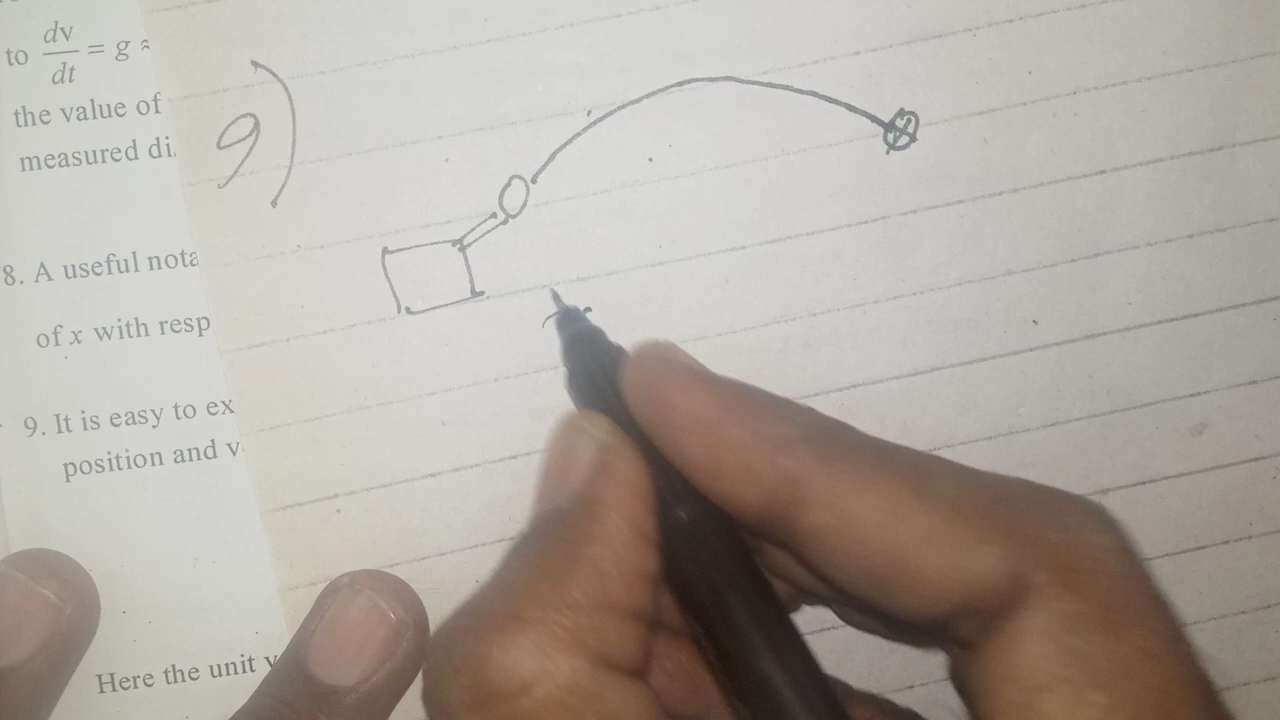 to dv/dt = g
the value of
measured di
9)
8. A useful nota
of x with resp
9. It is easy to ex
position and v
Here the unit v